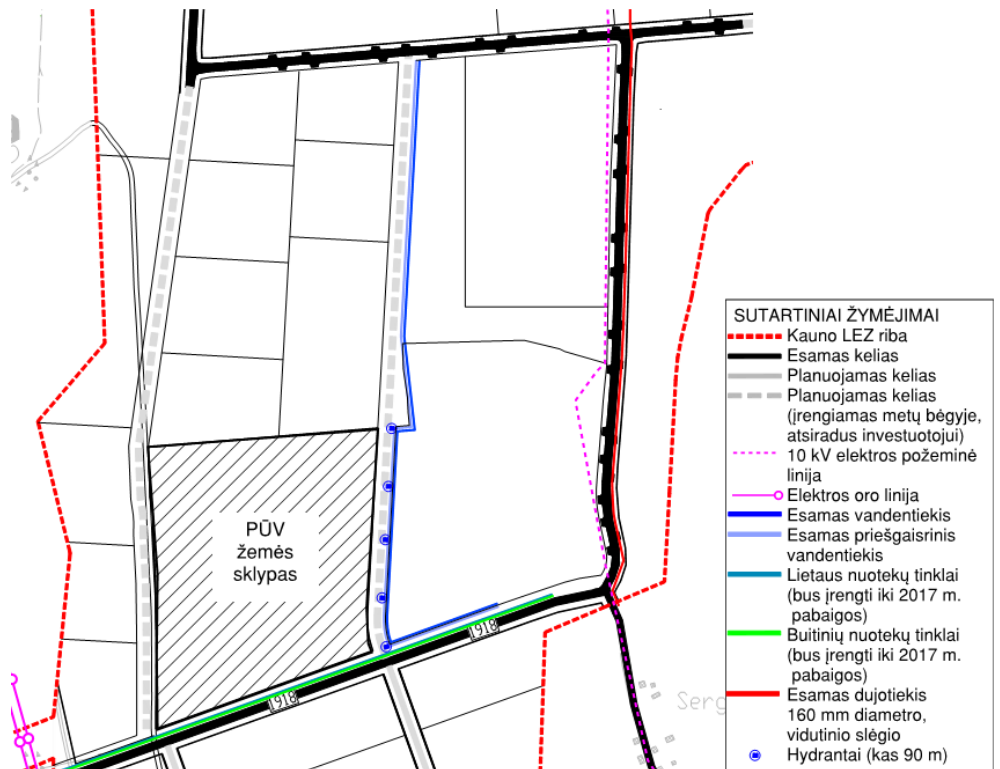 PŪV
žemės
sklypas
1918
1918
Serg
SUTARTINIAI ŽYMĖJIMAI
Kauno LEZ riba
Esamas kelias
Planuojamas kelias
Planuojamas kelias
(įrengiamas metų bėgyje,
atsiradus investuotojui)
10 kV elektros požeminė
linija
Elektros oro linija
Esamas vandentiekis
Esamas priešgaisrinis
vandentiekis
Lietaus nuotekų tinklai
(bus įrengti iki 2017 m.
pabaigos)
Buitinių nuotekų tinklai
(bus įrengti iki 2017 m.
pabaigos)
Esamas dujotiekis
160 mm diametro,
vidutinio slėgio
Hydrantai (kas 90 m)